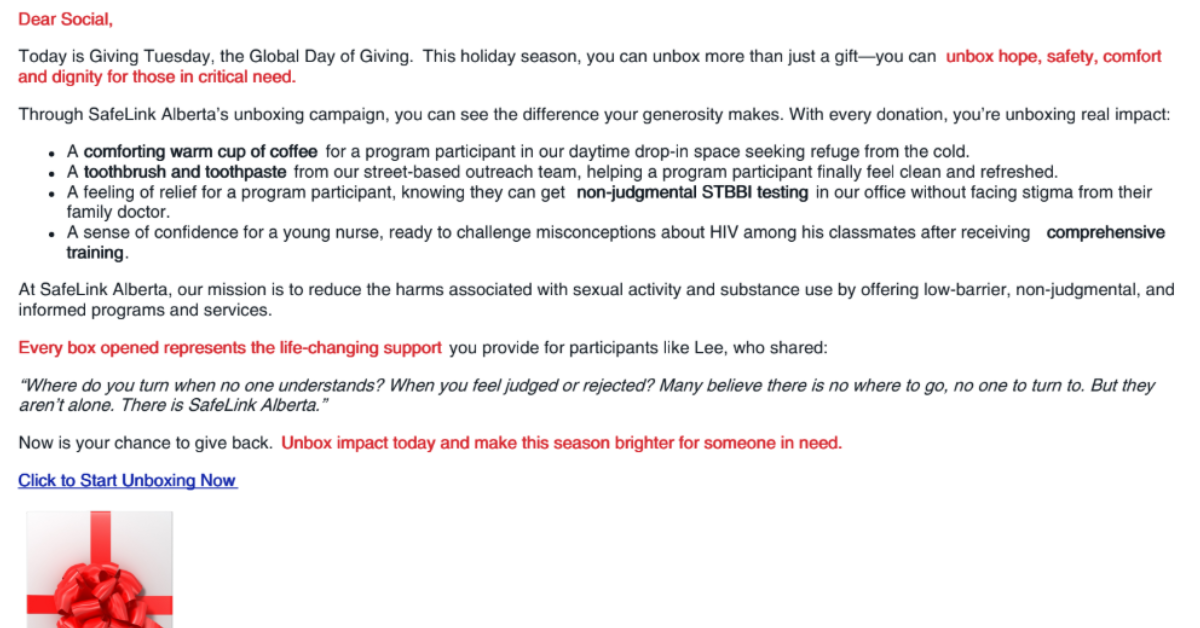 Dear Social,
Today is Giving Tuesday, the Global Day of Giving. This holiday season, you can unbox more than just a gift—you can unbox hope, safety, comfort
and dignity for those in critical need.
Through SafeLink Alberta's unboxing campaign, you can see the difference your generosity makes. With every donation, you're unboxing real impact:
• A comforting warm cup of coffee for a program participant in our daytime drop-in space seeking refuge from the cold.
• A toothbrush and toothpaste from our street-based outreach team, helping a program participant finally feel clean and refreshed.
• A feeling of relief for a program participant, knowing they can get non-judgmental STBBI testing in our office without facing stigma from their
family doctor.
• A sense of confidence for a young nurse, ready to challenge misconceptions about HIV among his classmates after receiving comprehensive
training.
At SafeLink Alberta, our mission is to reduce the harms associated with sexual activity and substance use by offering low-barrier, non-judgmental, and
informed programs and services.
Every box opened represents the life-changing support you provide for participants like Lee, who shared:
“Where do you turn when no one understands? When you feel judged or rejected? Many believe there is no where to go, no one to turn to. But they
aren't alone. There is SafeLink Alberta.”
Now is your chance to give back. Unbox impact today and make this season brighter for someone in need.
Click to Start Unboxing Now